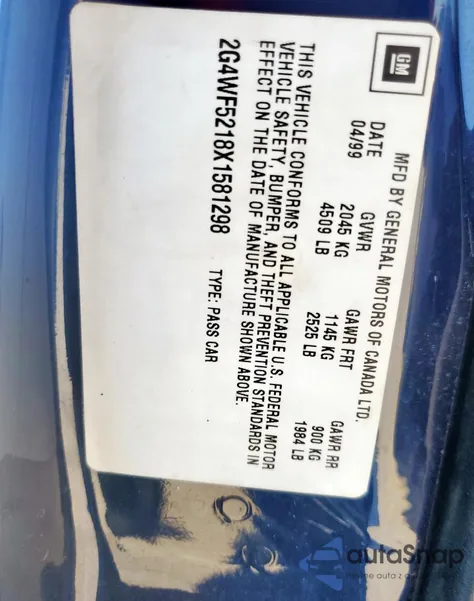 GM
MFD BY GENERAL MOTORS OF CANADA LTD.
DATE GVWR GAWR FRT GAWR RR
04/99 2045 KG 1145 KG 900 KG
4509 LB 2525 LB 1984 LB
THIS VEHICLE CONFORMS TO ALL APPLICABLE U.S. FEDERAL MOTOR
VEHICLE SAFETY, BUMPER, AND THEFT PREVENTION STANDARDS IN
EFFECT ON THE DATE OF MANUFACTURE SHOWN ABOVE.
2G4WF5218X1581298 TYPE: PASS CAR
autaShop